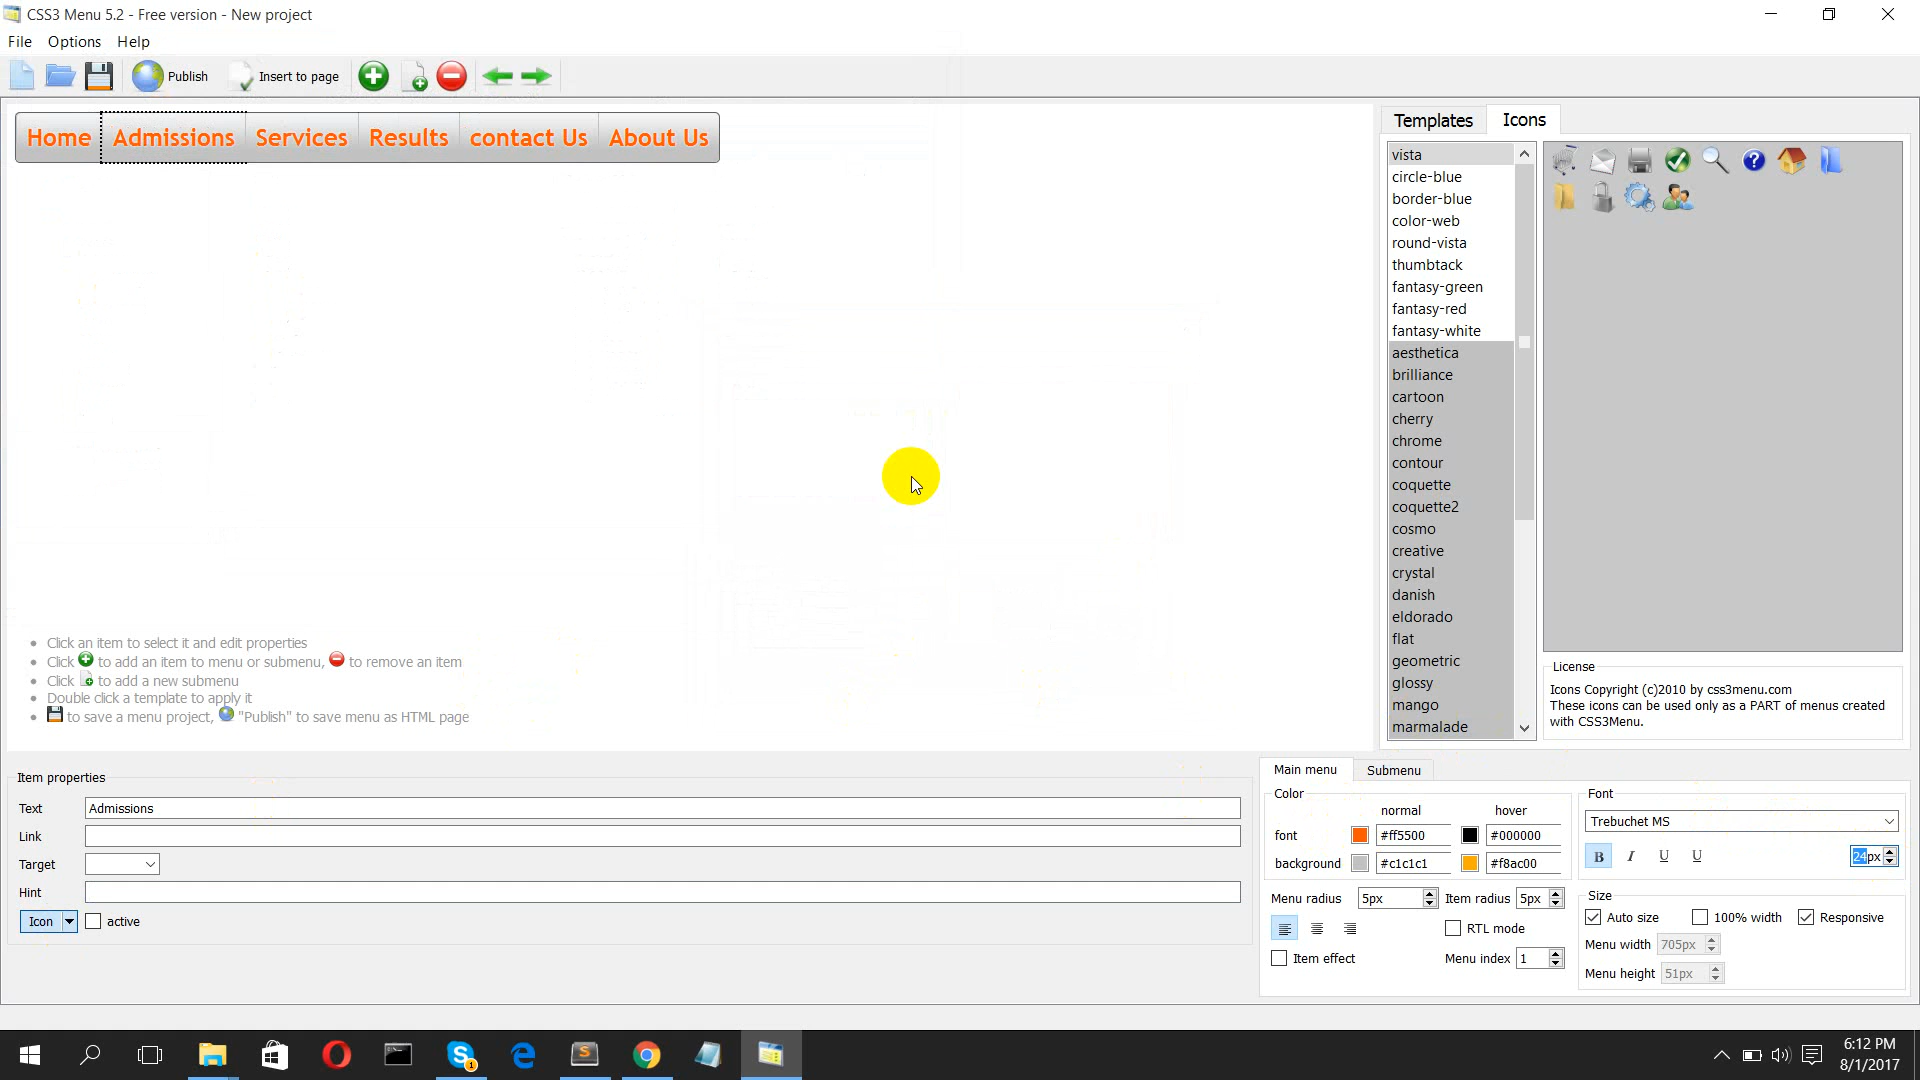 CSS3 Menu 5.2 - Free version - New project
File Options Help
Publish Insert to page
Home Admissions Services Results contact Us About Us
Click an item to select it and edit properties
Click to add an item to menu or submenu, to remove an item
Click to add a new submenu
Double click a template to apply it
to save a menu project, "Publish" to save menu as HTML page
Templates Icons
vista
circle-blue
border-blue
color-web
round-vista
thumbtack
fantasy-green
fantasy-red
fantasy-white
aesthetica
brilliance
cartoon
cherry
chrome
contour
coquette
coquette2
cosmo
creative
crystal
danish
eldorado
flat
geometric
glossy
mango
marmalade
License
Icons Copyright (c)2010 by css3menu.com
These icons can be used only as a PART of menus created
with CSS3Menu.
Item properties
Text Admissions
Link
Target
Hint
Icon active
Main menu Submenu
Color
normal hover
font #ff5500 #000000
background #c1c1c1 #f8ac00
Menu radius 5px Item radius 5px
RTL mode
Item effect Menu index 1
Font
Trebuchet MS
B I U U 24px
Size
Auto size 100% width Responsive
Menu width 705px
Menu height 51px
6:12 PM
8/1/2017